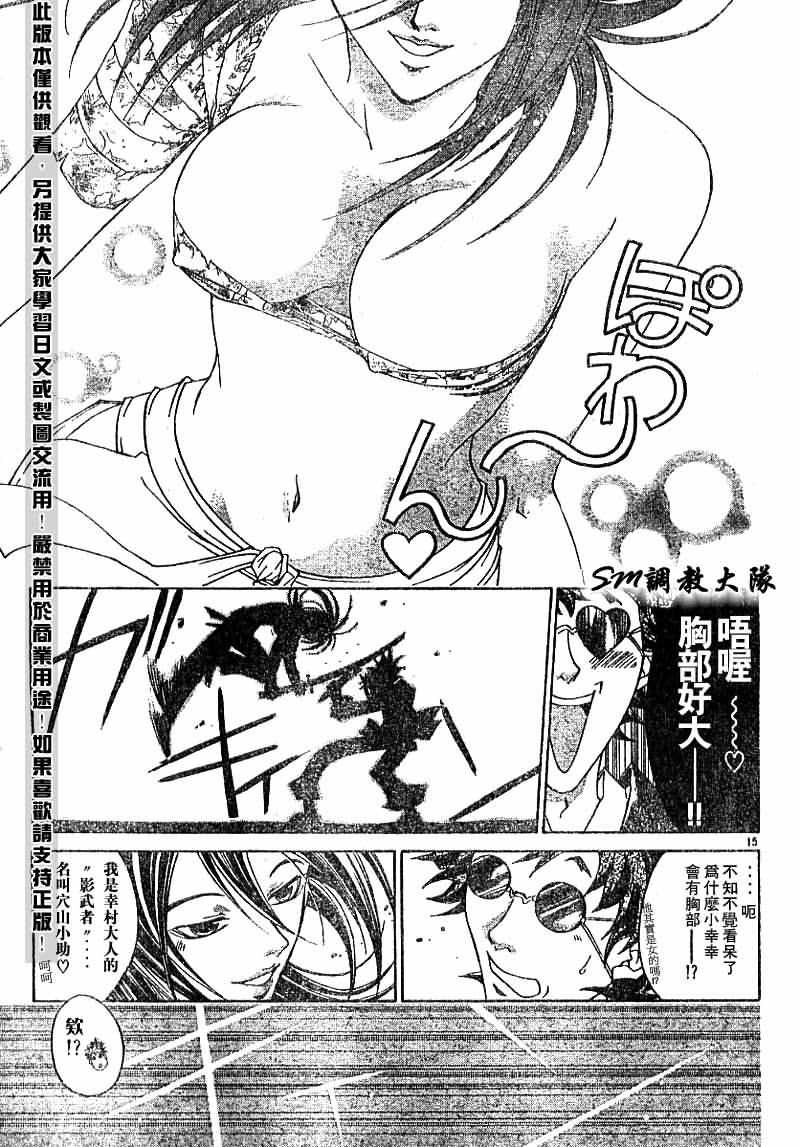 此版本僅供觀看，另提供大家學習日文或製圖交流用！嚴禁用於商業用途！如果喜歡請支持正版！呵呵
ぽわ〜ん♡
SM調教大隊
唔喔～～～♡
胸部好大——!!
15
‥‥呃
不知不覺看呆了
爲什麼小幸幸
會有胸部——!?
他其實是女的嗎!?
我是幸村大人的
〝影武者〞‥‥
名叫穴山小助♡
欸!?